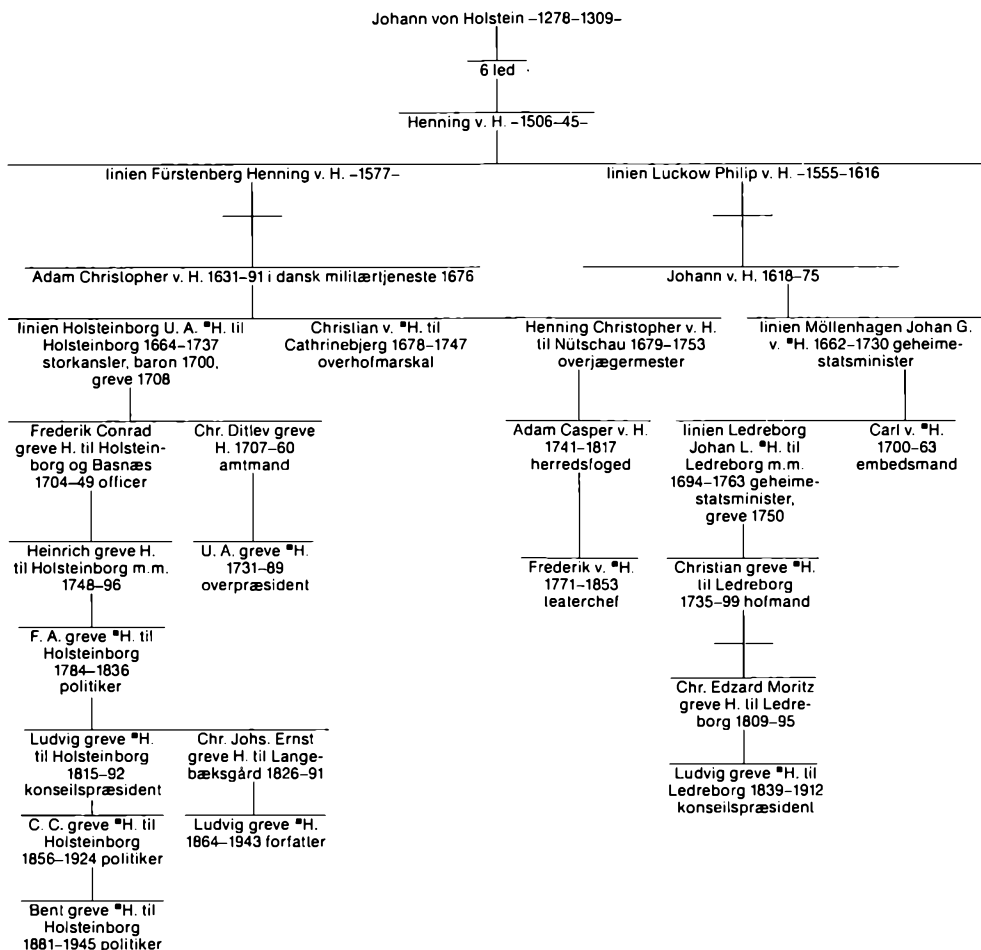 Johann von Holstein –1278–1309–
6 led
Henning v. H. –1506–45–
linien Fürstenberg Henning v. H. –1577–
linien Luckow Philip v. H. –1555–1616
Adam Christopher v. H. 1631–91 i dansk militærtjeneste 1676
Johann v. H. 1618–75
linien Holsteinborg U. A. *H. til
Holsteinborg 1664–1737
storkansler, baron 1700,
greve 1708
Christian v. *H. til
Cathrinebjerg 1678–1747
overhofmarskal
Henning Christopher v. H.
til Nütschau 1679–1753
overjægermester
linien Möllenhagen Johan G.
v. *H. 1662–1730 geheime-
statsminister
Frederik Conrad
greve H. til Holstein-
borg og Basnæs
1704–49 officer
Chr. Ditlev greve
H. 1707–60
amtmand
Adam Casper v. H.
1741–1817
herredsfoged
linien Ledreborg
Johan L. *H. til
Ledreborg m.m.
1694–1763 geheime-
statsminister,
greve 1750
Carl v. *H.
1700–63
embedsmand
Heinrich greve H.
til Holsteinborg m.m.
1748–96
U. A. greve *H.
1731–89
overpræsident
Frederik v. *H.
1771–1853
teaterchef
Christian greve *H.
til Ledreborg
1735–99 hofmand
F. A. greve *H. til
Holsteinborg
1784–1836
politiker
Chr. Edzard Moritz
greve H. til Ledre-
borg 1809–95
Ludvig greve *H.
til Holsteinborg
1815–92
konseilspræsident
Chr. Johs. Ernst
greve H. til Lange-
bæksgård 1826–91
Ludvig greve *H. til
Ledreborg 1839–1912
konseilspræsident
C. C. greve *H. til
Holsteinborg
1856–1924 politiker
Ludvig greve *H.
1864–1943 forfatter
Bent greve *H. til
Holsteinborg
1881–1945 politiker